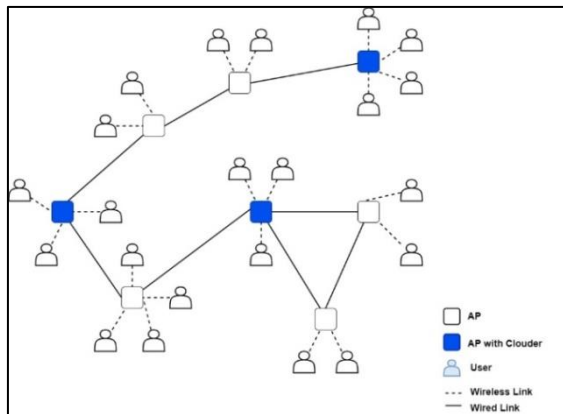 AP
AP with Clouder
User
Wireless Link
Wired Link